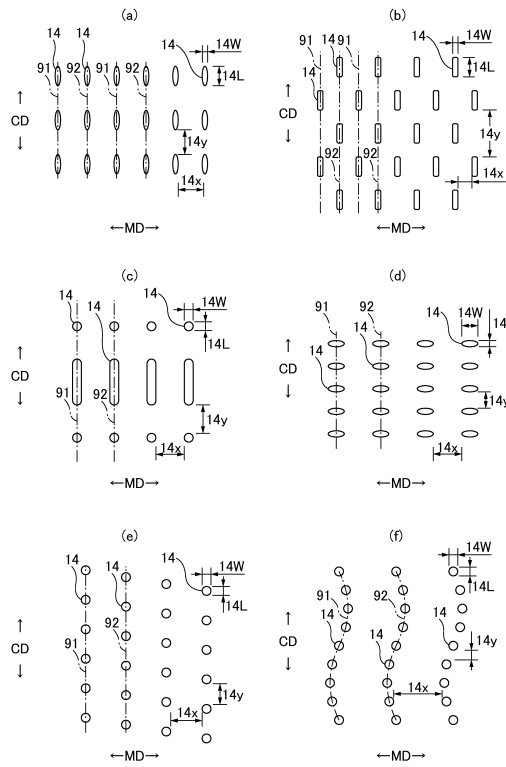 (a)
14 14 14 14W
91 92 91 92 14L
↑
CD
↓
14y
14x
←MD→
(b)
91 14 91 14 14W
14 14L
↑
CD
↓
14y
92 92 14x
←MD→
(c)
14 14 14 14W
14L
↑
CD
↓
91 92 14y
14x
←MD→
(d)
91 92 14 14W 14
14
↑
CD
↓
14 14y
14x
←MD→
(e)
14 14 14 14W
14L
↑
CD
↓
91 92
14y
14x
←MD→
(f)
14W
14L
91 92
↑
CD
↓
14 14 14 14y
14x
←MD→